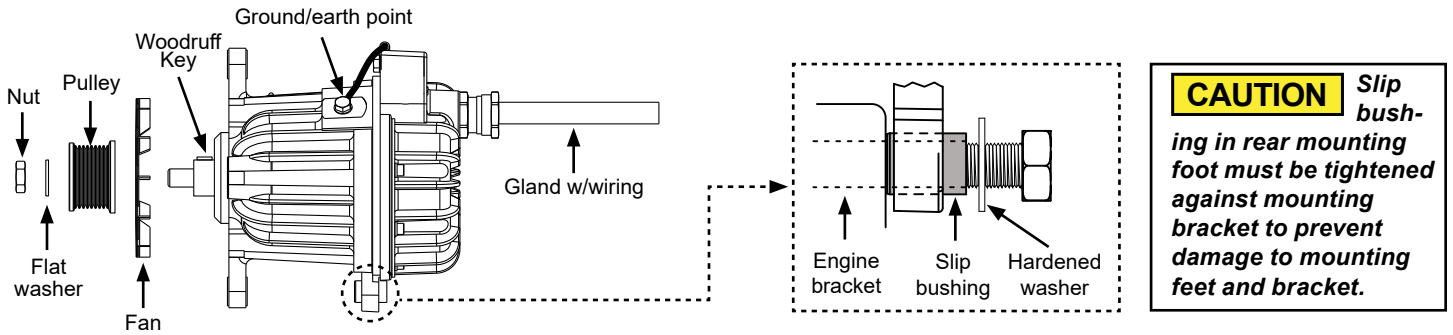 Ground/earth point
Woodruff
Key
Pulley
Nut
Flat
washer
Fan
Gland w/wiring
Engine
bracket
Slip
bushing
Hardened
washer
CAUTION Slip
bush-
ing in rear mounting
foot must be tightened
against mounting
bracket to prevent
damage to mounting
feet and bracket.